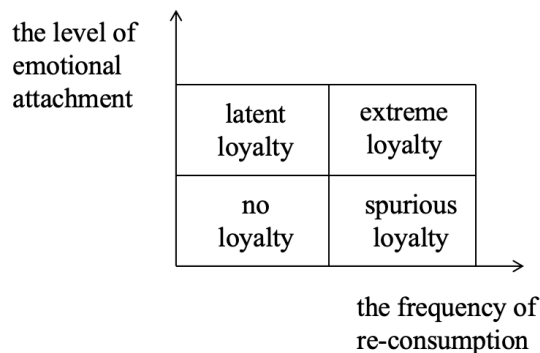 the level of
emotional
attachment
latent
loyalty
extreme
loyalty
no
loyalty
spurious
loyalty
the frequency of
re-consumption